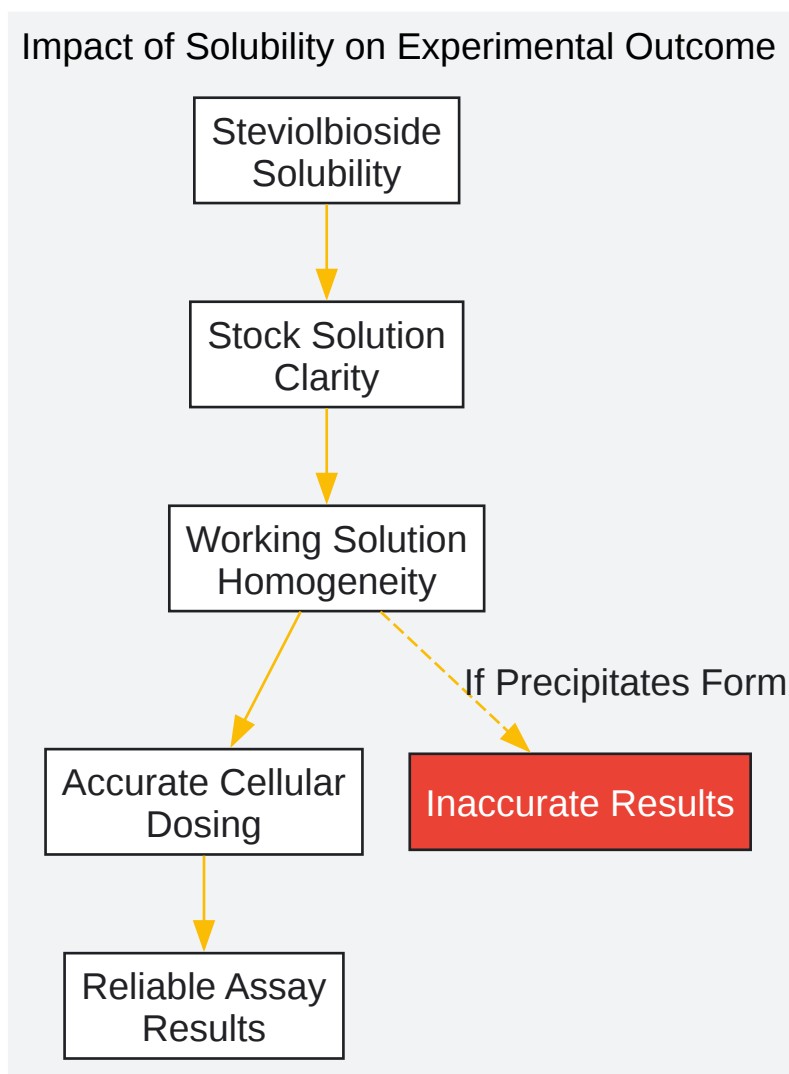 Impact of Solubility on Experimental Outcome
Steviolbioside
Solubility
Stock Solution
Clarity
Working Solution
Homogeneity
If Precipitates Form
Accurate Cellular
Dosing
Inaccurate Results
Reliable Assay
Results